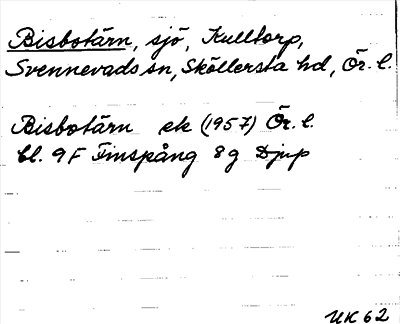 Bisbotärn, sjö, Kulltorp,
Svennevads sn, Sköllersta hd, Ör. l.
Bisbotärn ek (1957) Ör. l.
bl. 9F Finspång 8g Djup
UK 62